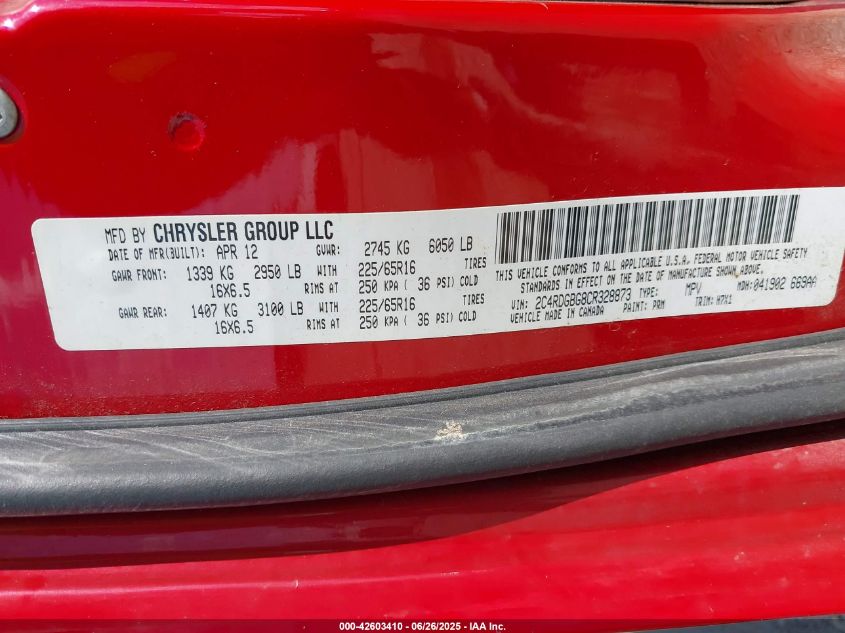 MFD BY CHRYSLER GROUP LLC
DATE OF MFR(BUILT): APR 12 GVWR: 2745 KG 6050 LB
GAWR FRONT: 1339 KG 2950 LB WITH 225/65R16 TIRES
16X6.5 RIMS AT 250 KPA ( 36 PSI) COLD
GAWR REAR: 1407 KG 3100 LB WITH 225/65R16 TIRES
16X6.5 RIMS AT 250 KPA ( 36 PSI) COLD
THIS VEHICLE CONFORMS TO ALL APPLICABLE U.S.A. FEDERAL MOTOR VEHICLE SAFETY
STANDARDS IN EFFECT ON THE DATE OF MANUFACTURE SHOWN ABOVE.
VIN: 2C4RDGBG8CR328873 TYPE: MPV MDH: 041902 669AA
VEHICLE MADE IN CANADA PAINT: PRM TRIM: H7X1
000-42603410 - 06/26/2025 - IAA Inc.